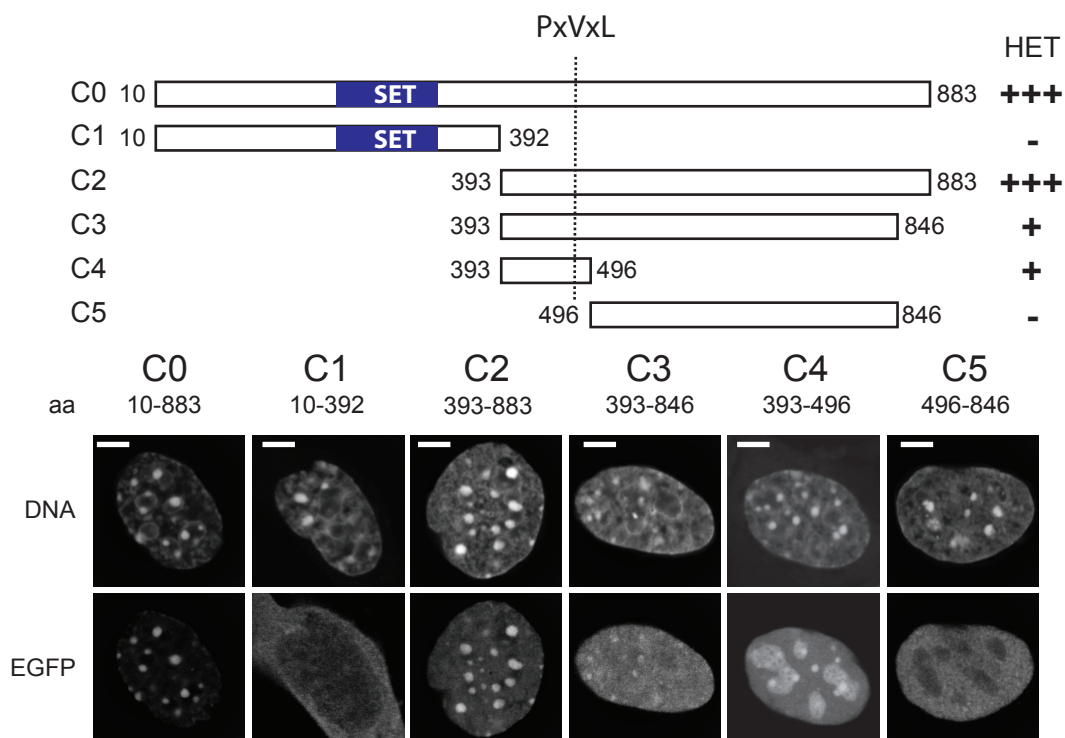 PxVxL
HET
C0 10 SET 883 +++
C1 10 SET 392 -
C2 393 883 +++
C3 393 846 +
C4 393 496 +
C5 496 846 -
C0 C1 C2 C3 C4 C5
aa 10-883 10-392 393-883 393-846 393-496 496-846
DNA
EGFP